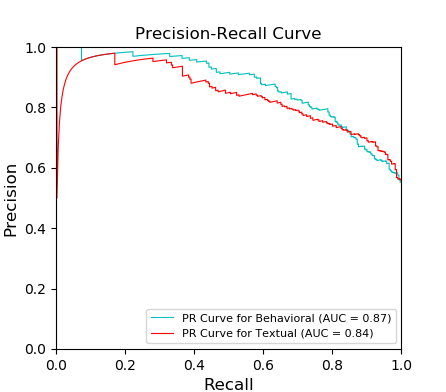 Precision-Recall Curve
1.0
0.8
0.6
0.4
0.2
0.0
Precision
PR Curve for Behavioral (AUC = 0.87)
PR Curve for Textual (AUC = 0.84)
0.0 0.2 0.4 0.6 0.8 1.0
Recall